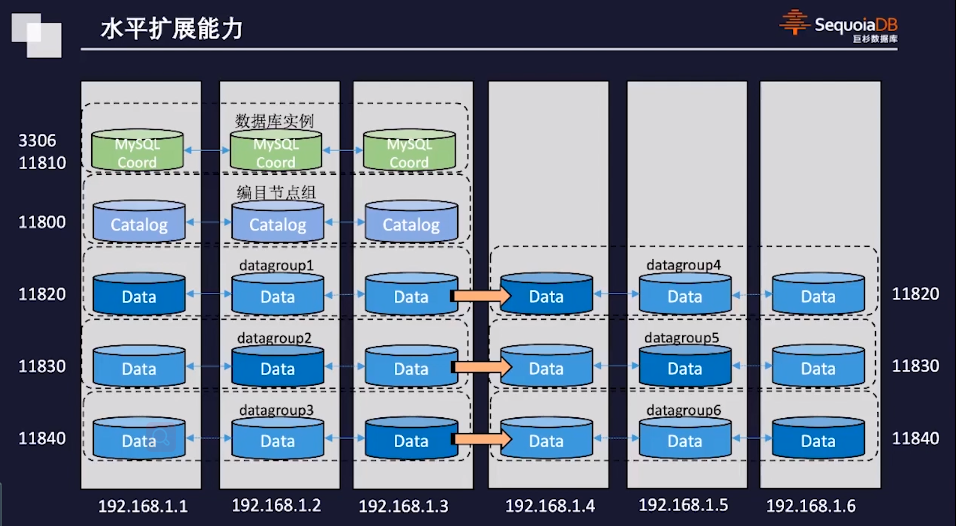 水平扩展能力
SequoiaDB
巨杉数据库
数据库实例
3306
11810
MySQL
Coord
MySQL
Coord
MySQL
Coord
编目节点组
11800
Catalog
Catalog
Catalog
datagroup1
datagroup4
11820
Data
Data
Data
Data
Data
Data
11820
datagroup2
datagroup5
11830
Data
Data
Data
Data
Data
Data
11830
datagroup3
datagroup6
11840
Data
Data
Data
Data
Data
Data
11840
192.168.1.1
192.168.1.2
192.168.1.3
192.168.1.4
192.168.1.5
192.168.1.6